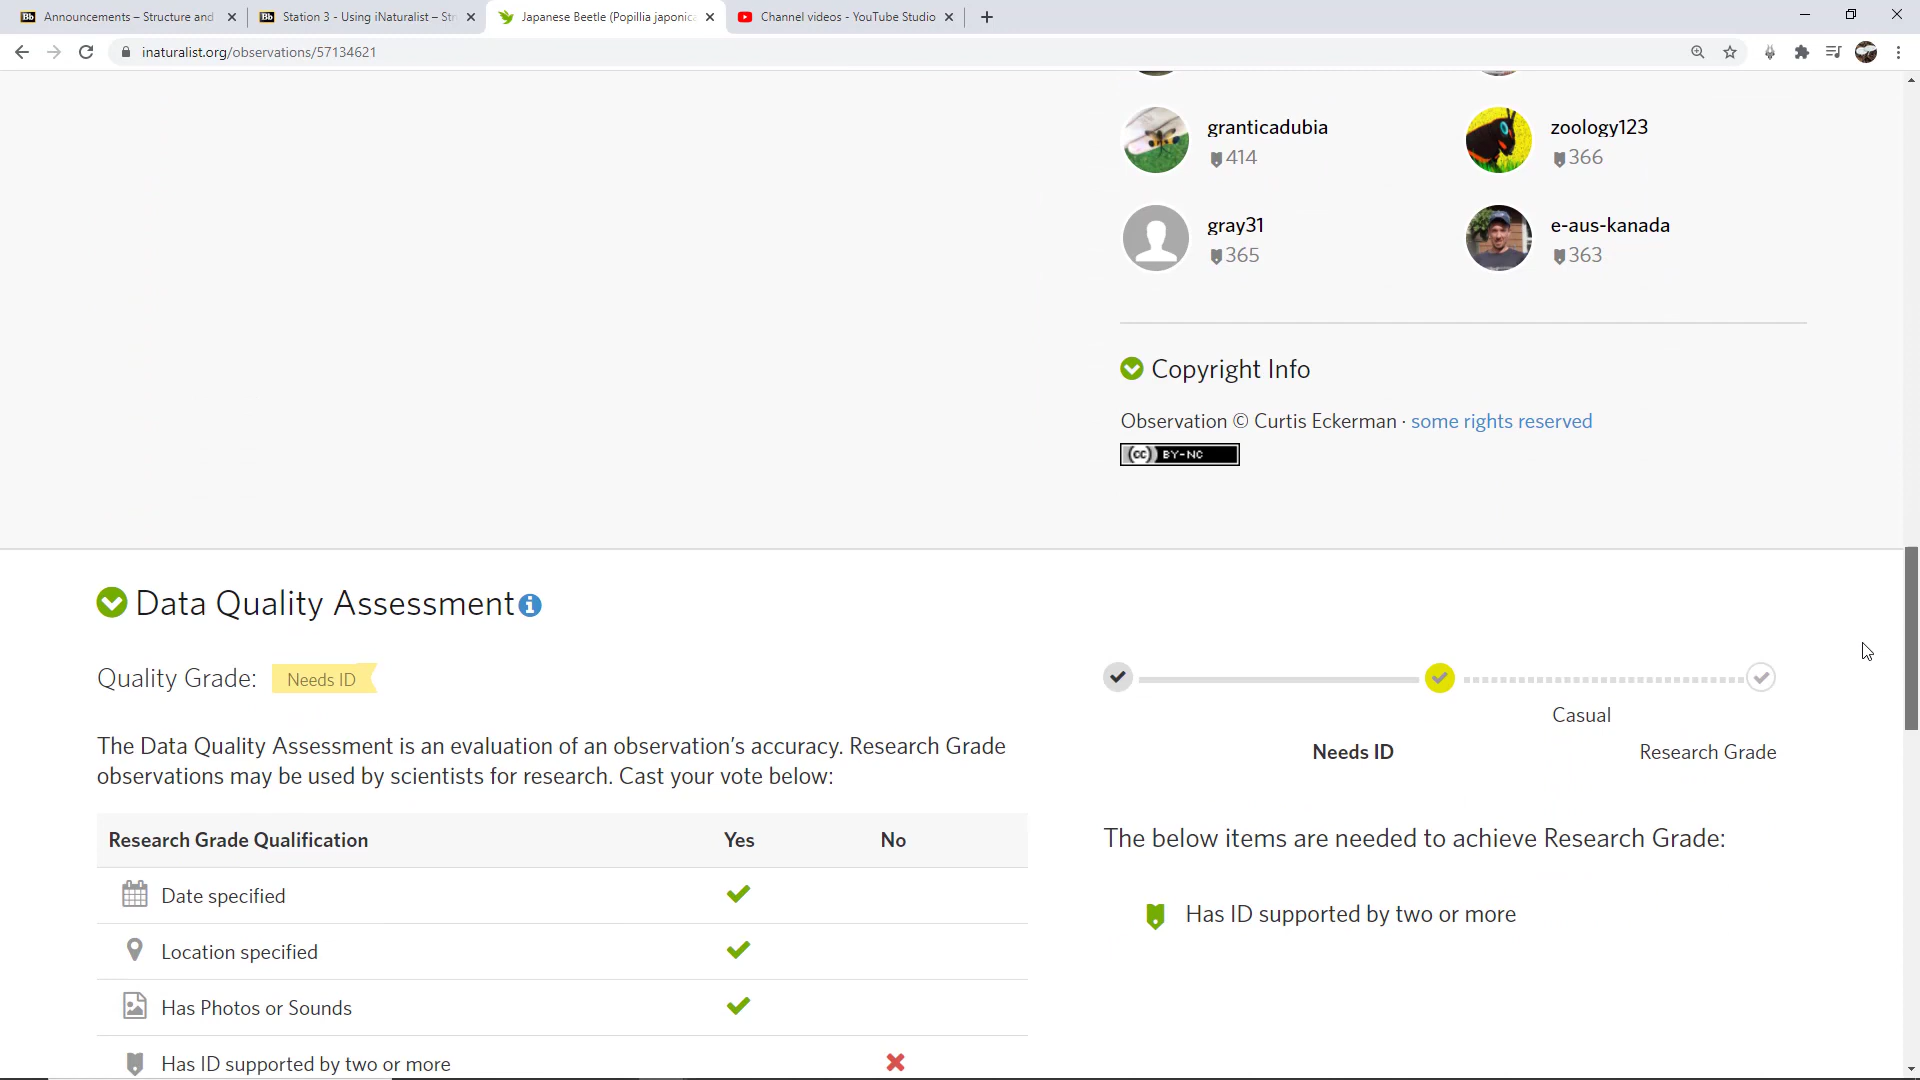 Announcements – Structure and
Station 3 - Using iNaturalist – Str
Japanese Beetle (Popillia japonica
Channel videos - YouTube Studio
inaturalist.org/observations/57134621
granticadubia
414
zoology123
366
gray31
365
e-aus-kanada
363
Copyright Info
Observation © Curtis Eckerman · some rights reserved
cc BY-NC
Data Quality Assessment
Quality Grade: Needs ID
The Data Quality Assessment is an evaluation of an observation's accuracy. Research Grade
observations may be used by scientists for research. Cast your vote below:
Research Grade Qualification Yes No
Date specified
Location specified
Has Photos or Sounds
Has ID supported by two or more
Casual
Needs ID
Research Grade
The below items are needed to achieve Research Grade:
Has ID supported by two or more